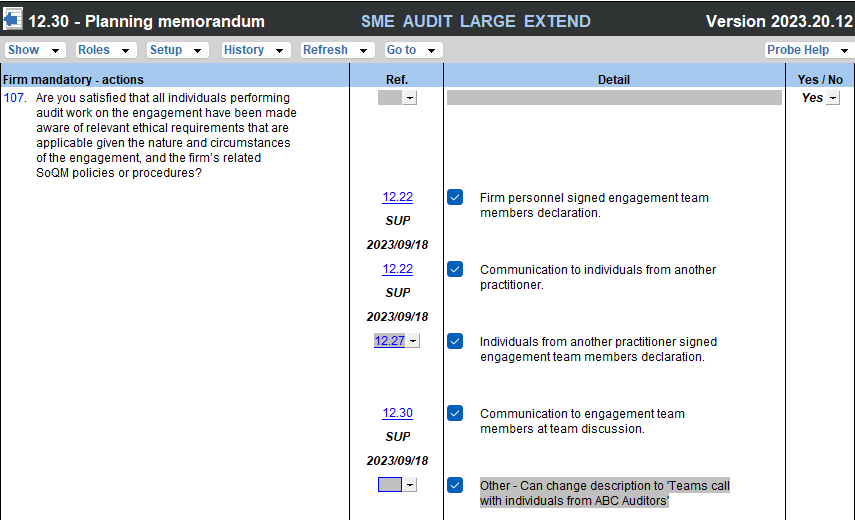 12.30 - Planning memorandum SME AUDIT LARGE EXTEND Version 2023.20.12
Show Roles Setup History Refresh Go to Probe Help
Firm mandatory - actions Ref. Detail Yes / No
107. Are you satisfied that all individuals performing
audit work on the engagement have been made
aware of relevant ethical requirements that are
applicable given the nature and circumstances
of the engagement, and the firm's related
SoQM policies or procedures?
Yes
12.22 Firm personnel signed engagement team
members declaration.
SUP
2023/09/18
12.22 Communication to individuals from another
practitioner.
SUP
2023/09/18
12.27 Individuals from another practitioner signed
engagement team members declaration.
12.30 Communication to engagement team
members at team discussion.
SUP
2023/09/18
Other - Can change description to 'Teams call
with individuals from ABC Auditors'